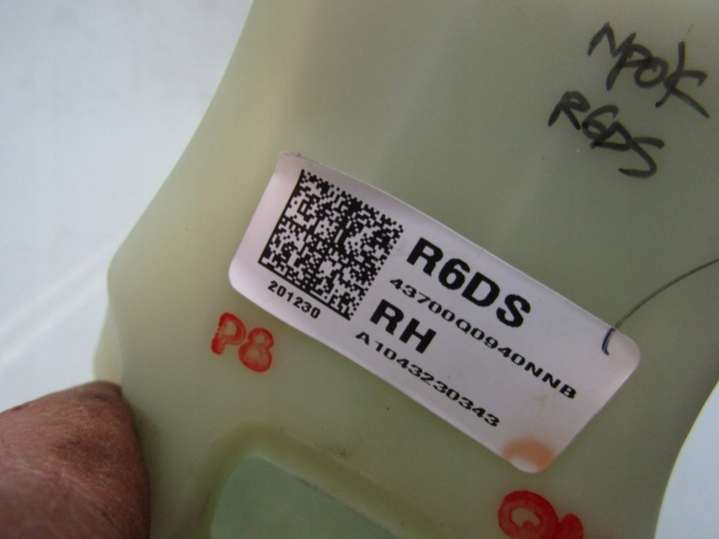 MPOK
R6DS
R6DS
43700Q0940NNB
RH
A1043230343
201230
P8